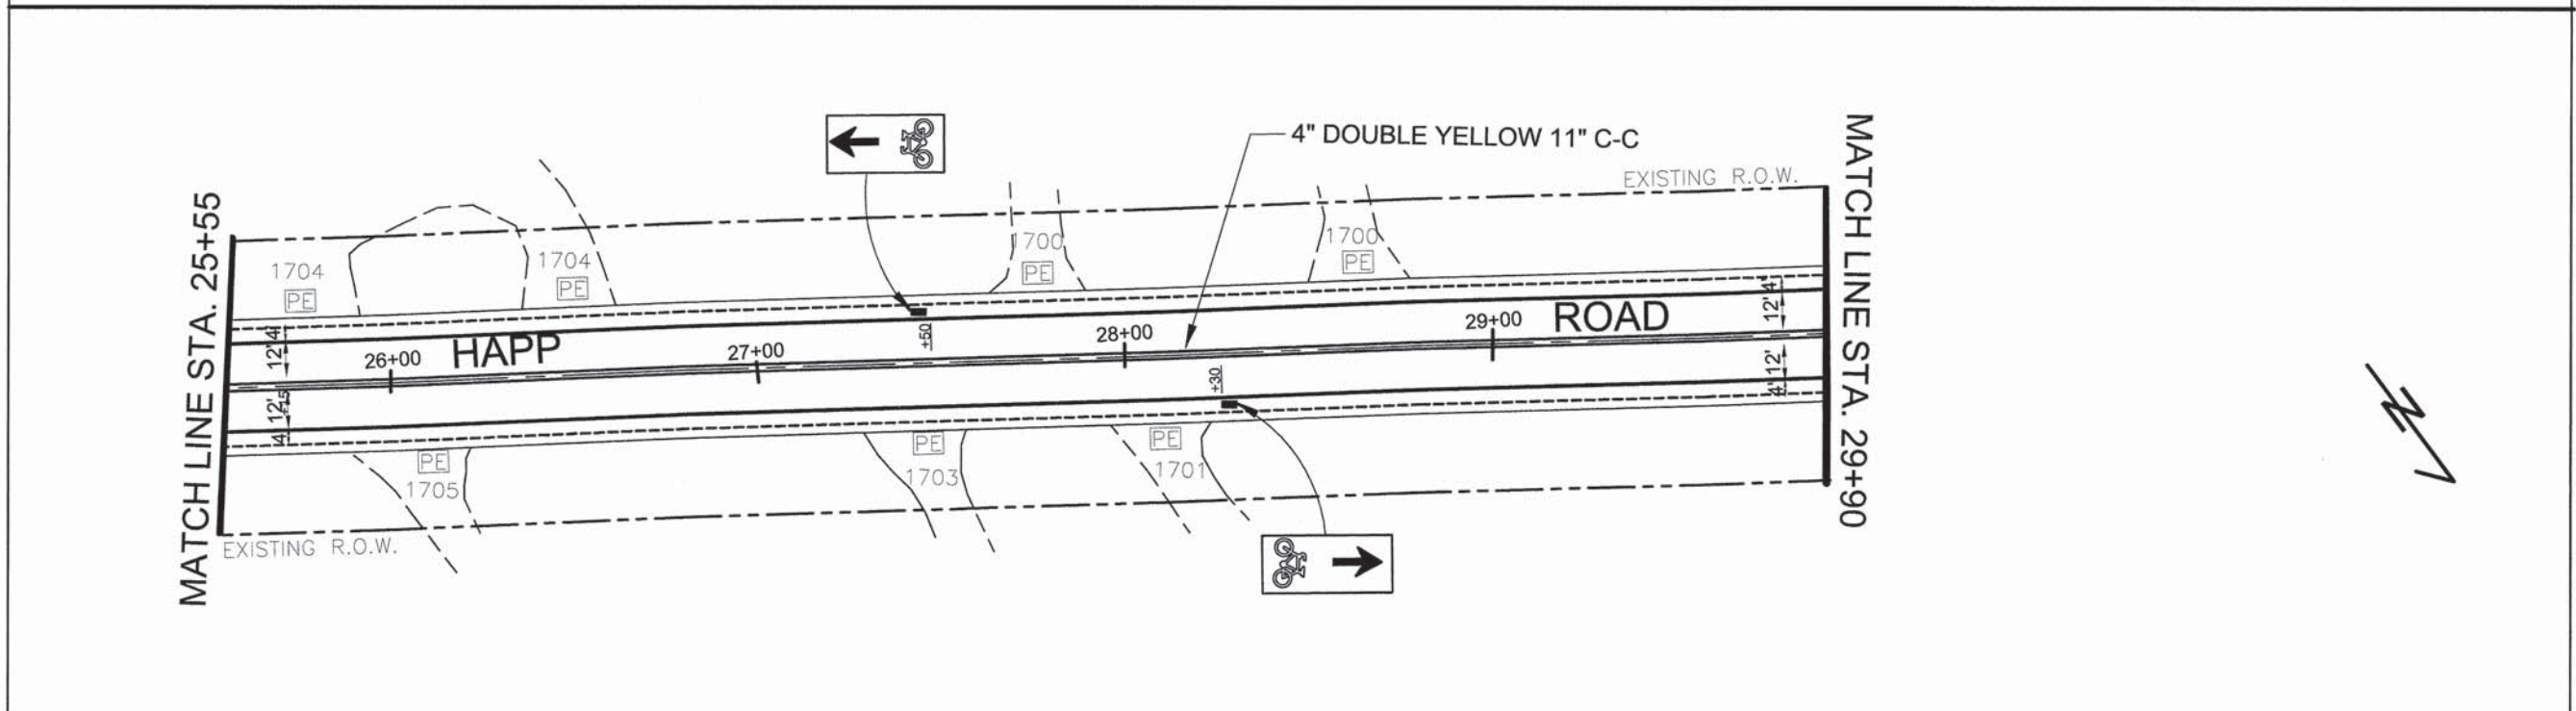 4" DOUBLE YELLOW 11" C-C
EXISTING R.O.W.
MATCH LINE STA. 25+55
MATCH LINE STA. 29+90
1704
PE
1704
PE
1700
PE
1700
PE
12' 4'
12' 4'
26+00
HAPP
27+00
+50
28+00
29+00
ROAD
+30
4' 12'
+15
4' 12'
PE
1705
PE
1703
PE
1701
EXISTING R.O.W.
N